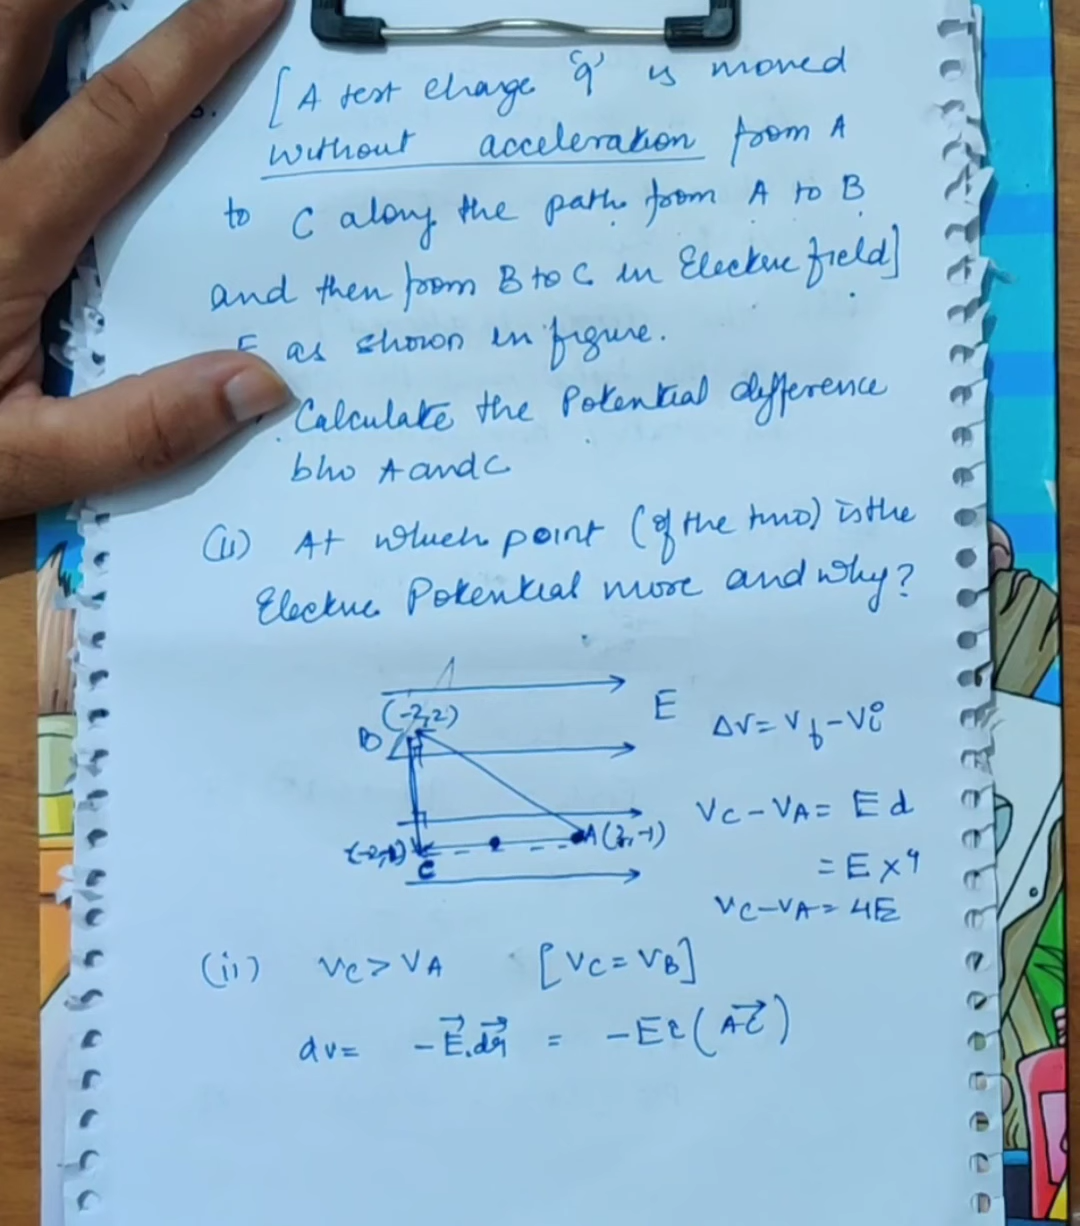 [A test charge 'q' is moved
without acceleration from A
to C along the path from A to B
and then from B to C in Electric field]
E as shown in figure.
Calculate the Potential difference
btw A and C
(ii) At which point (of the two) is the
Electric Potential more and why?
E
(-2,2)
ΔV = Vf - Vi
B
VC - VA = Ed
A (2,-1)
C
= E x 4
VC - VA = 4E
(ii) VC > VA [VC = VB]
dv = - E⃗.dr⃗ = - E (AC⃗)